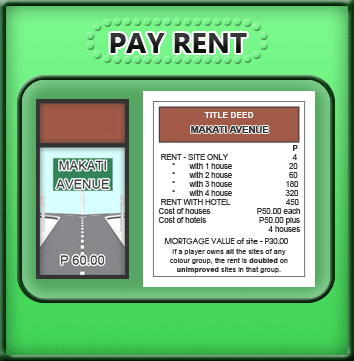 PAY RENT
MAKATI
AVENUE
P 60.00
TITLE DEED
MAKATI AVENUE
P
RENT - SITE ONLY 4
" with 1 house 20
" with 2 house 60
" with 3 house 180
" with 4 house 320
RENT WITH HOTEL 450
Cost of houses P50.00 each
Cost of hotels P50.00 plus
4 houses
MORTGAGE VALUE of site - P30.00
If a player owns all the sites of any
colour group, the rent is doubled on
unimproved sites in that group.